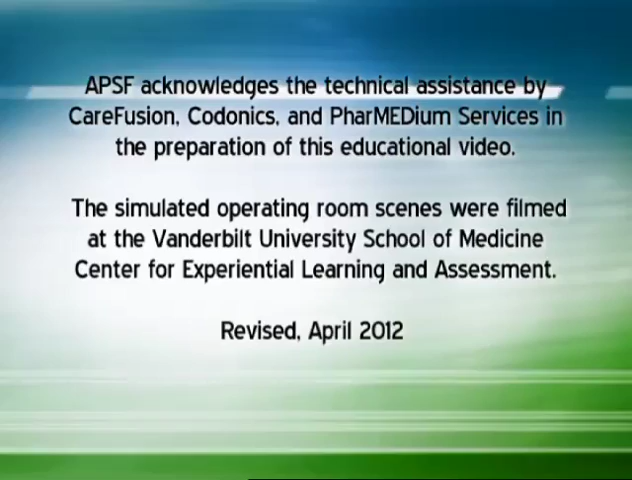 APSF acknowledges the technical assistance by
CareFusion, Codonics, and PharMEDium Services in
the preparation of this educational video.
The simulated operating room scenes were filmed
at the Vanderbilt University School of Medicine
Center for Experiential Learning and Assessment.
Revised, April 2012